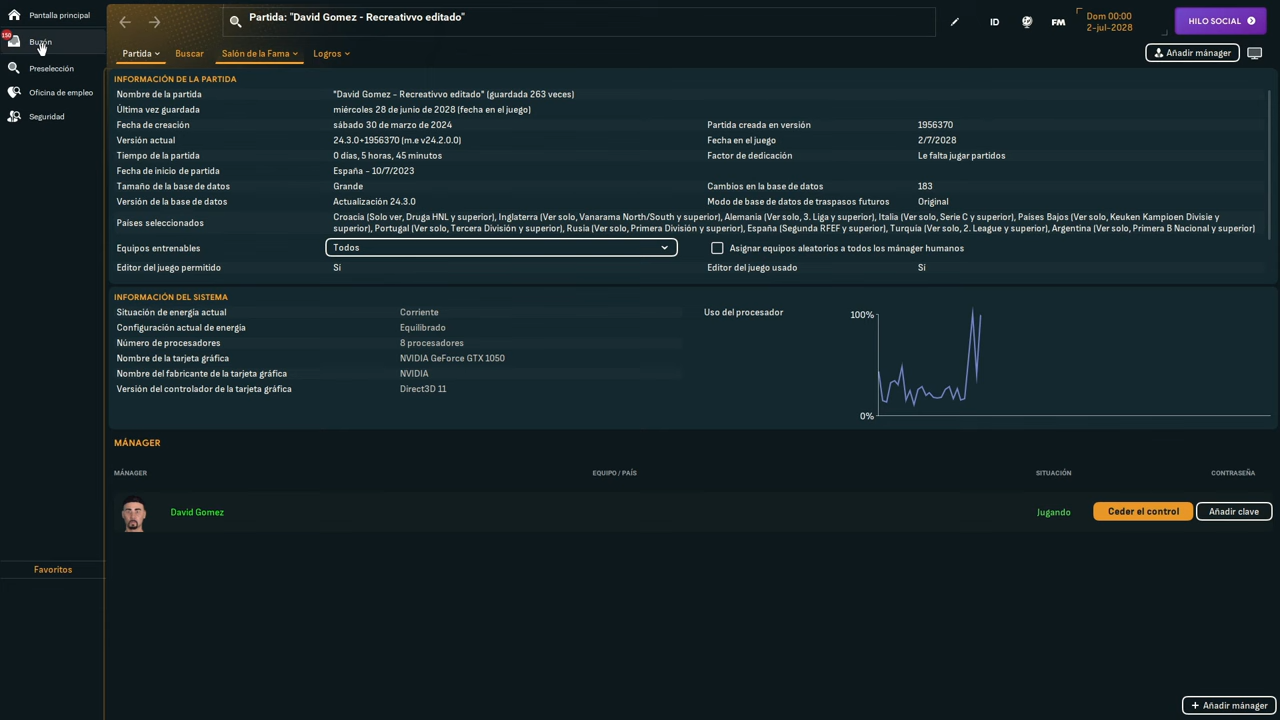 Pantalla principal
150
Buzón
Preselección
Oficina de empleo
Seguridad
Favoritos
Partida: "David Gomez - Recreativvo editado"
ID
FM
Dom 00:00
2-jul-2028
HILO SOCIAL
Partida
Buscar
Salón de la Fama
Logros
Añadir mánager
INFORMACIÓN DE LA PARTIDA
Nombre de la partida "David Gomez - Recreativvo editado" (guardada 263 veces)
Última vez guardada miércoles 28 de junio de 2028 (fecha en el juego)
Fecha de creación sábado 30 de marzo de 2024 Partida creada en versión 1956370
Versión actual 24.3.0+1956370 (m.e v24.2.0.0) Fecha en el juego 2/7/2028
Tiempo de la partida 0 días, 5 horas, 45 minutos Factor de dedicación Le falta jugar partidos
Fecha de inicio de partida España - 10/7/2023
Tamaño de la base de datos Grande Cambios en la base de datos 183
Versión de la base de datos Actualización 24.3.0 Modo de base de datos de traspasos futuros Original
Países seleccionados Croacia (Solo ver, Druga HNL y superior), Inglaterra (Ver solo, Vanarama North/South y superior), Alemania (Ver solo, 3. Liga y superior), Italia (Ver solo, Serie C y superior), Países Bajos (Ver solo, Keuken Kampioen Divisie y
superior), Portugal (Ver solo, Tercera División y superior), Rusia (Ver solo, Primera División y superior), España (Segunda RFEF y superior), Turquía (Ver solo, 2. League y superior), Argentina (Ver solo, Primera B Nacional y superior)
Equipos entrenables Todos Asignar equipos aleatorios a todos los mánager humanos
Editor del juego permitido Sí Editor del juego usado Sí
INFORMACIÓN DEL SISTEMA
Situación de energía actual Corriente Uso del procesador 100%
Configuración actual de energía Equilibrado
Número de procesadores 8 procesadores
Nombre de la tarjeta gráfica NVIDIA GeForce GTX 1050
Nombre del fabricante de la tarjeta gráfica NVIDIA
Versión del controlador de la tarjeta gráfica Direct3D 11
0%
MÁNAGER
MÁNAGER EQUIPO / PAÍS SITUACIÓN CONTRASEÑA
David Gomez Jugando Ceder el control Añadir clave
+ Añadir mánager